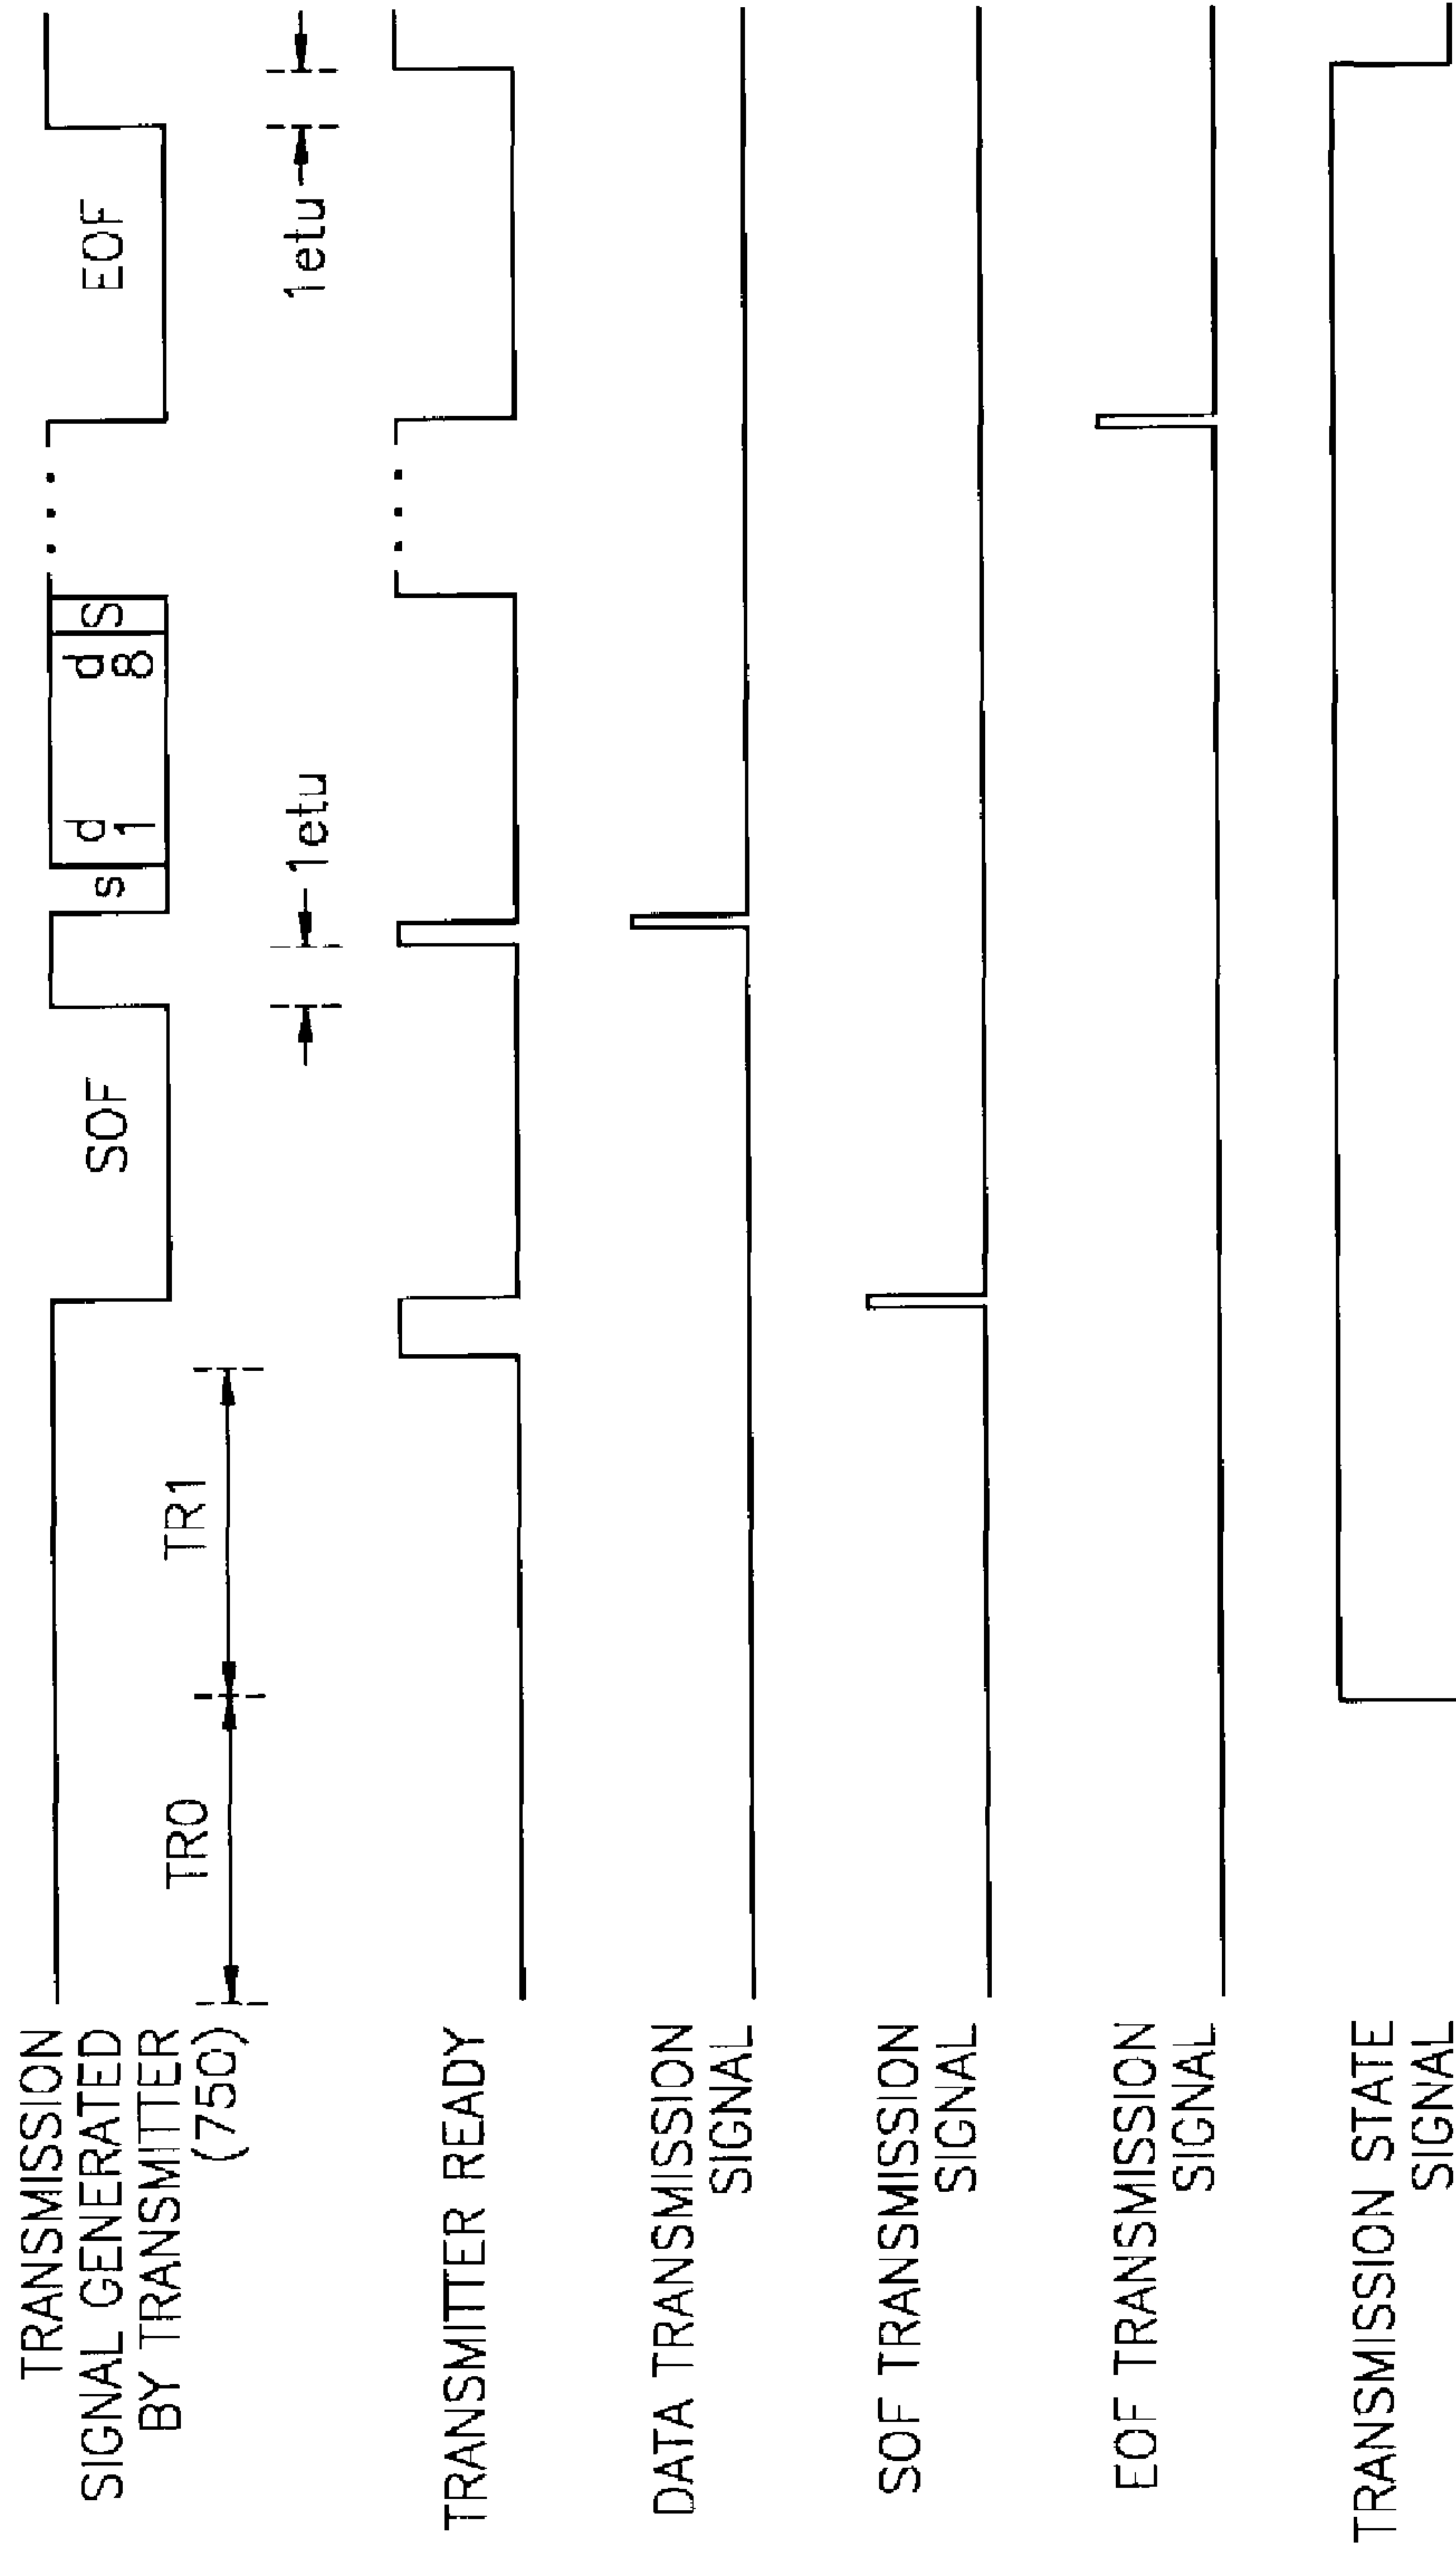 TRANSMISSION
SIGNAL GENERATED
BY TRANSMITTER
(750)
SOF
s
d
1
d
8
S
EOF
TR0
TR1
1etu
1etu
TRANSMITTER READY
DATA TRANSMISSION
SIGNAL
SOF TRANSMISSION
SIGNAL
EOF TRANSMISSION
SIGNAL
TRANSMISSION STATE
SIGNAL